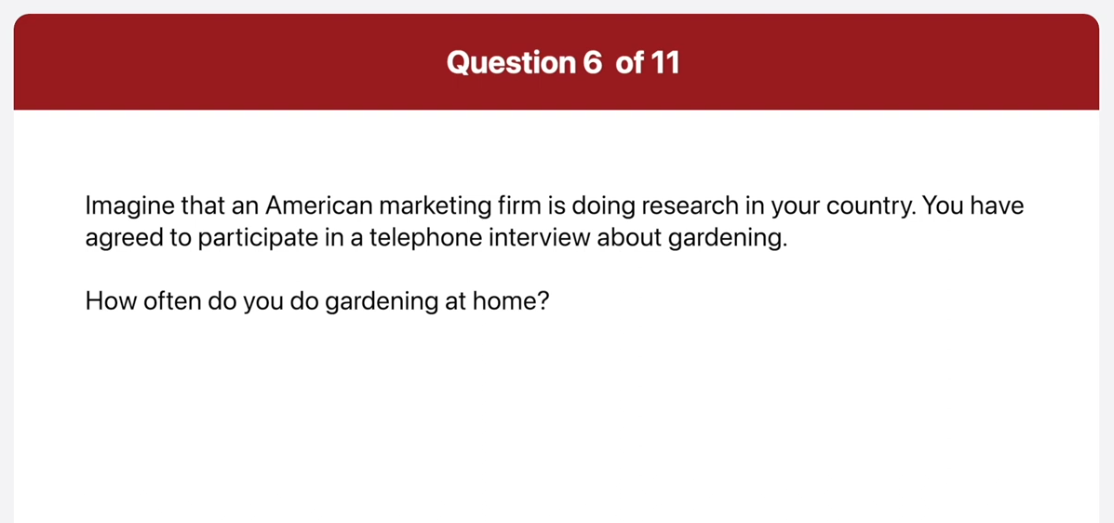 Question 6 of 11
Imagine that an American marketing firm is doing research in your country. You have
agreed to participate in a telephone interview about gardening.
How often do you do gardening at home?